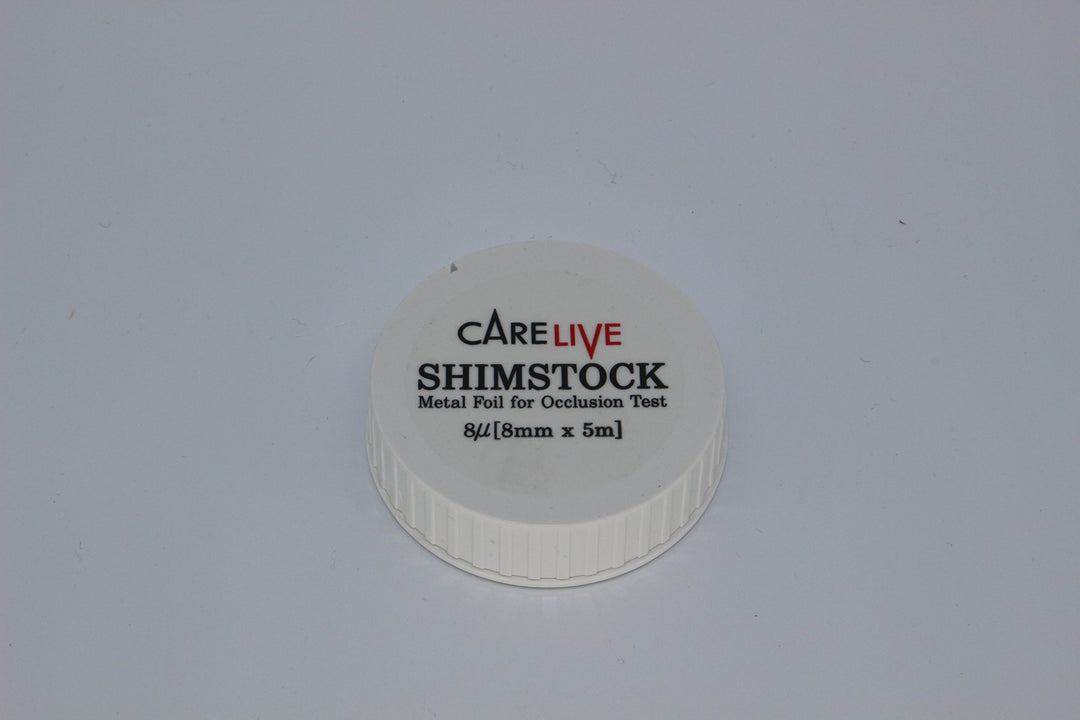 CARE LIVE
SHIMSTOCK
Metal Foil for Occlusion Test
8μ[8mm x 5m]